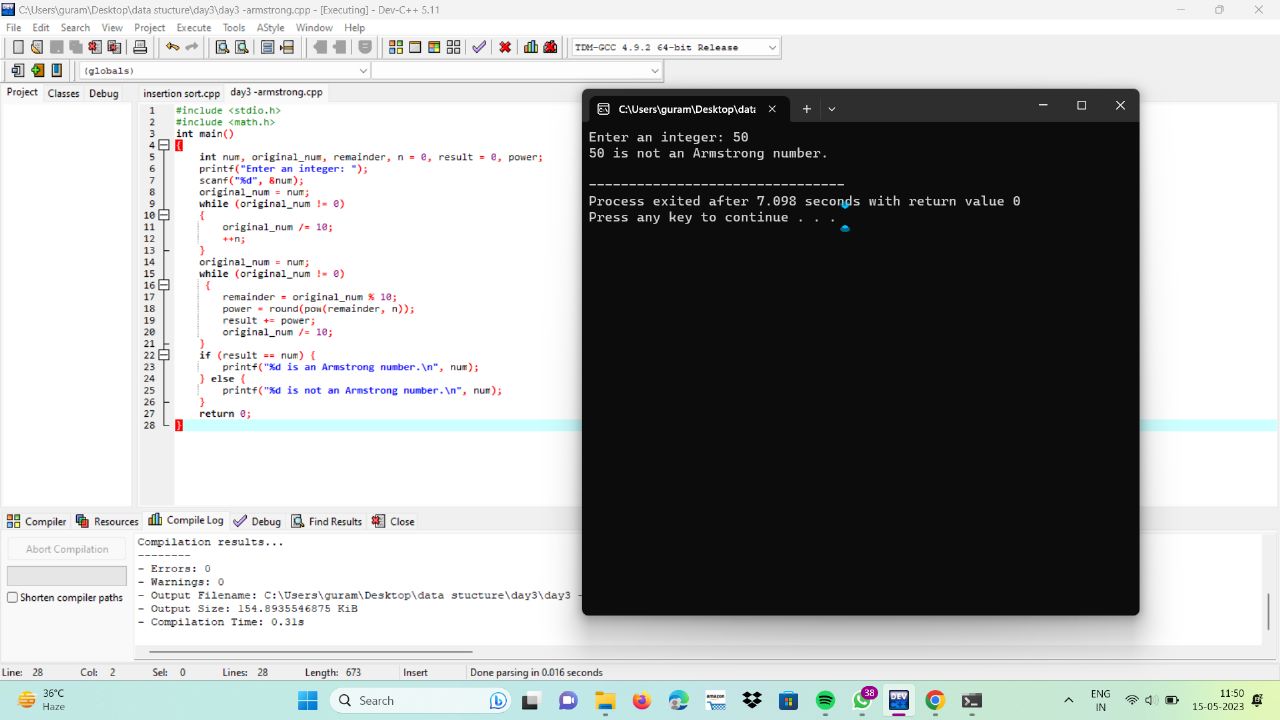 C:\Users\guram\Desktop\data stucture\day3\day3 -armstrong.cpp - [Executing] - Dev-C++ 5.11
File Edit Search View Project Execute Tools AStyle Window Help
TDM-GCC 4.9.2 64-bit Release
(globals)
Project Classes Debug insertion sort.cpp day3 -armstrong.cpp
1 #include <stdio.h>
2 #include <math.h>
3 int main()
4 {
5 int num, original_num, remainder, n = 0, result = 0, power;
6 printf("Enter an integer: ");
7 scanf("%d", &num);
8 original_num = num;
9 while (original_num != 0)
10 {
11 original_num /= 10;
12 ++n;
13 }
14 original_num = num;
15 while (original_num != 0)
16 {
17 remainder = original_num % 10;
18 power = round(pow(remainder, n));
19 result += power;
20 original_num /= 10;
21 }
22 if (result == num) {
23 printf("%d is an Armstrong number.\n", num);
24 } else {
25 printf("%d is not an Armstrong number.\n", num);
26 }
27 return 0;
28 }
C:\Users\guram\Desktop\data
Enter an integer: 50
50 is not an Armstrong number.
--------------------------------
Process exited after 7.098 seconds with return value 0
Press any key to continue . . .
Compiler Resources Compile Log Debug Find Results Close
Abort Compilation
Shorten compiler paths
Compilation results...
--------
- Errors: 0
- Warnings: 0
- Output Filename: C:\Users\guram\Desktop\data stucture\day3\day3 -
- Output Size: 154.8935546875 KiB
- Compilation Time: 0.31s
Line: 28 Col: 2 Sel: 0 Lines: 28 Length: 673 Insert Done parsing in 0.016 seconds
36°C
Haze
Search
amazon
38
DEV
ENG
IN
11:50
15-05-2023